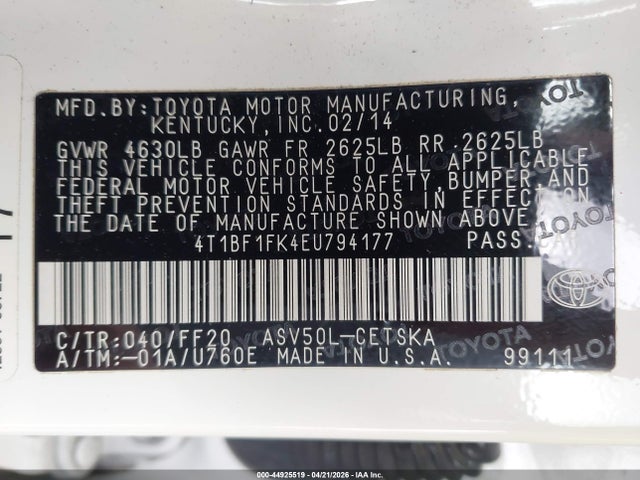 MFD.BY:TOYOTA MOTOR MANUFACTURING,
KENTUCKY,INC.02/14
GVWR 4630LB GAWR FR 2625LB RR 2625LB
THIS VEHICLE CONFORMS TO ALL APPLICABLE
FEDERAL MOTOR VEHICLE SAFETY,BUMPER,AND
THEFT PREVENTION STANDARDS IN EFFECT ON
THE DATE OF MANUFACTURE SHOWN ABOVE.
4T1BF1FK4EU794177 PASS.CAR
C/TR:040/FF20 ASV50L-CETSKA
A/TM:-01A/U760E MADE IN U.S.A. 99111
TOYOTA
000-44925519 | 04/21/2026 | IAA Inc.